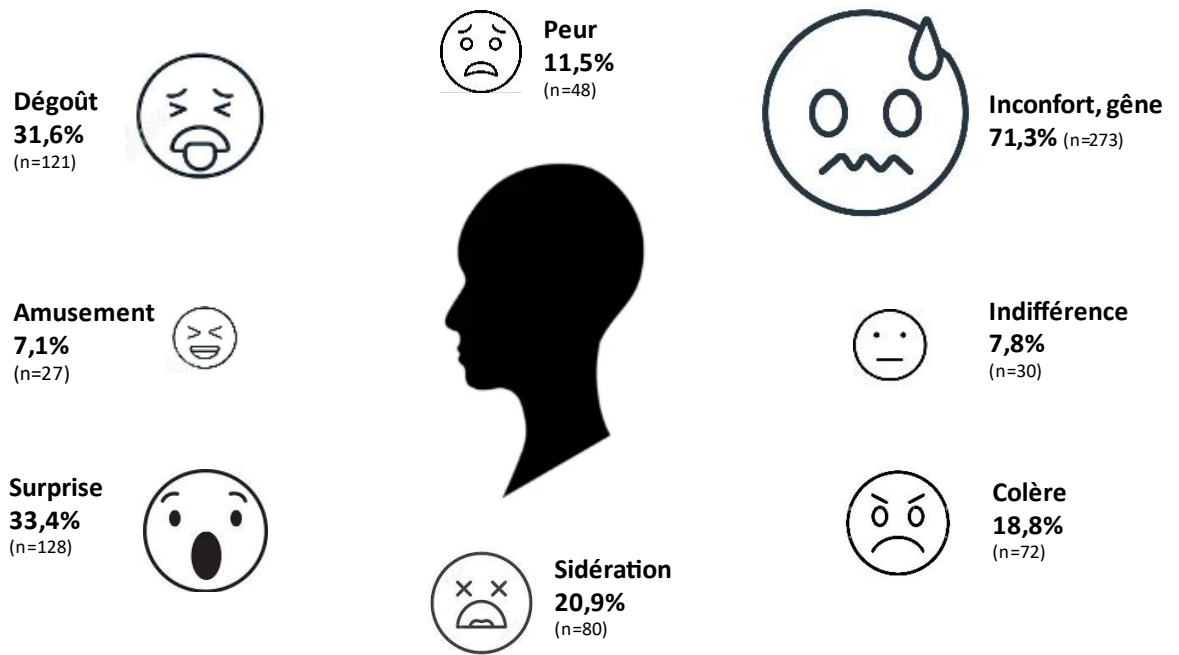 Peur
11,5%
(n=48)
Dégoût
31,6%
(n=121)
Inconfort, gêne
71,3% (n=273)
Amusement
7,1%
(n=27)
Indifférence
7,8%
(n=30)
Surprise
33,4%
(n=128)
Colère
18,8%
(n=72)
Sidération
20,9%
(n=80)